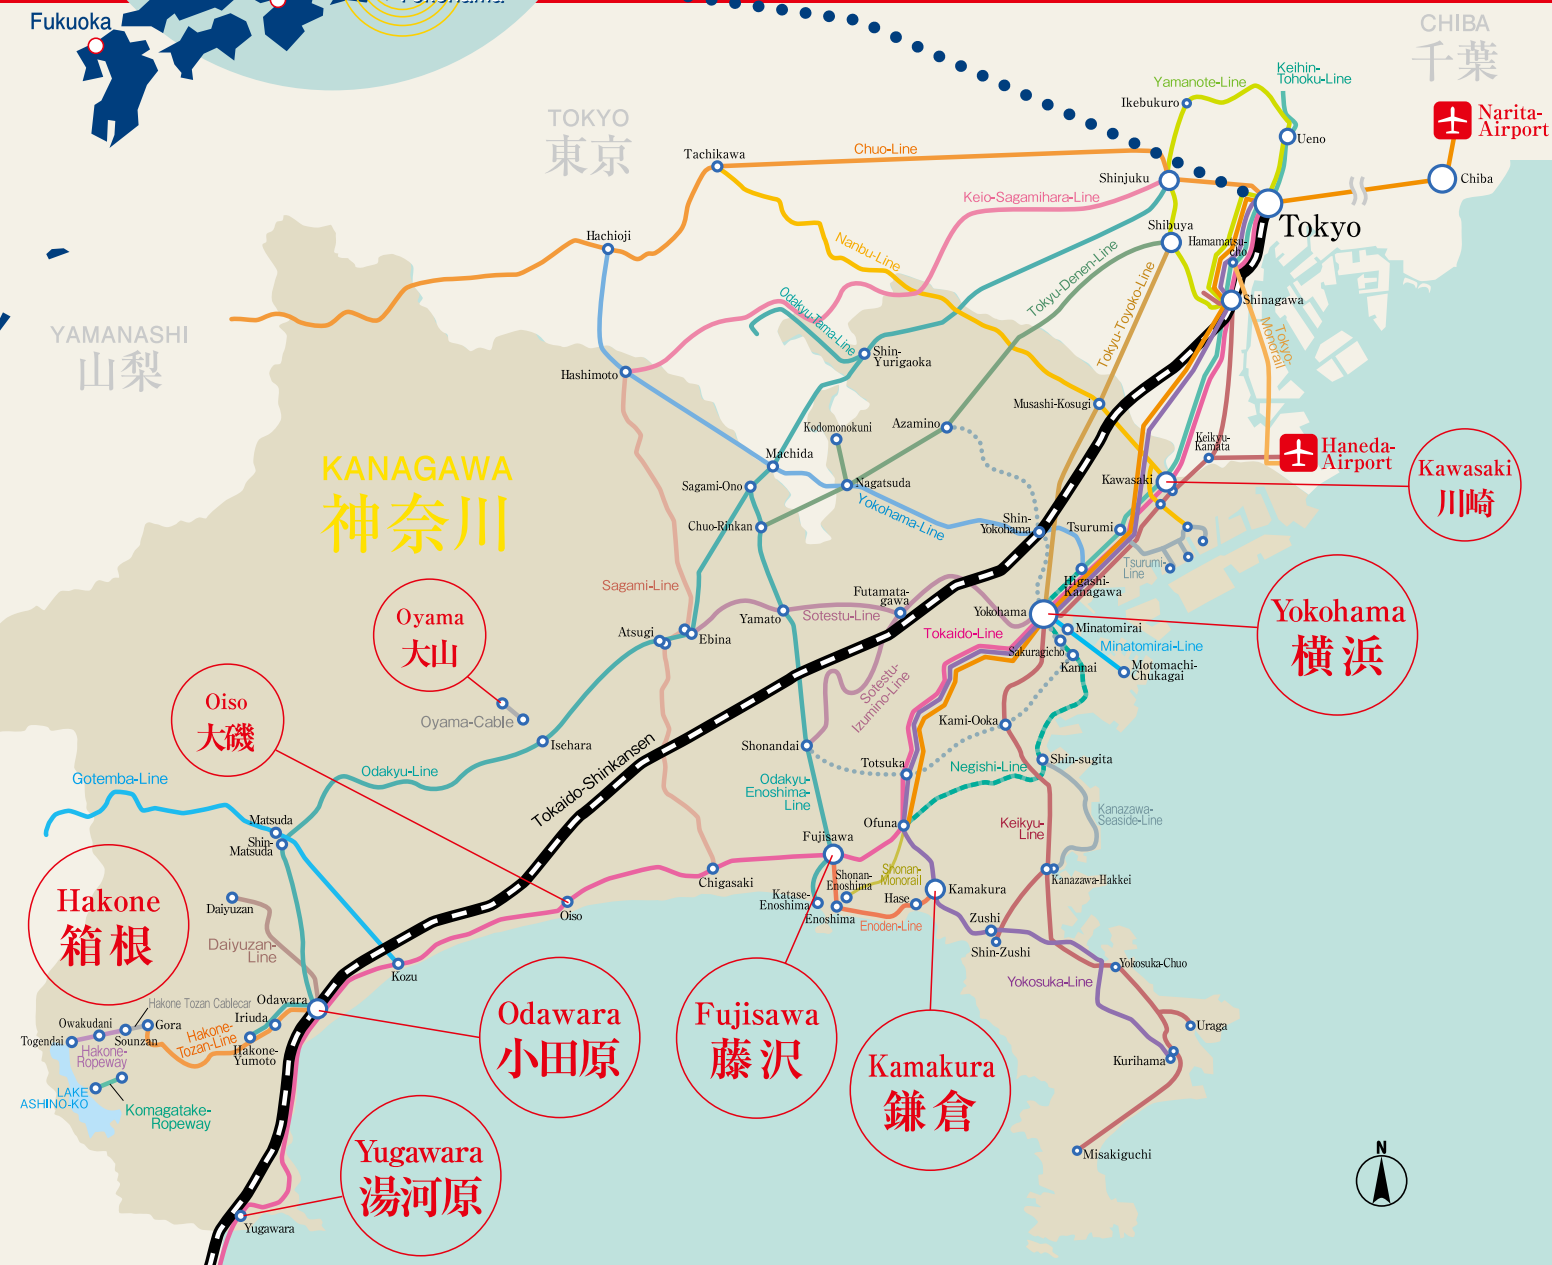 Fukuoka
Yokohama
CHIBA
千葉
Keihin-
Tohoku-Line
Yamanote-Line
Ikebukuro
Ueno
Narita-
Airport
TOKYO
東京
Tachikawa
Chuo-Line
Shinjuku
Chiba
Keio-Sagamihara-Line
Tokyo
Shibuya
Hamamatsu-
cho
Hachioji
Nanbu-Line
Tokyu-Denen-Line
Tokyu-Toyoko-Line
Shinagawa
Odakyu-Tama-Line
Tokyo-
Monorail
YAMANASHI
山梨
Shin-
Yurigaoka
Hashimoto
Musashi-Kosugi
Kodomonokuni
Azamino
Keikyu-
Kamata
Haneda-
Airport
Kawasaki
川崎
KANAGAWA
神奈川
Machida
Sagami-Ono
Nagatsuda
Kawasaki
Yokohama-Line
Chuo-Rinkan
Shin-
Yokohama
Tsurumi
Tsurumi-
Line
Sagami-Line
Higashi-
Kanagawa
Futamata-
gawa
Oyama
大山
Atsugi
Ebina
Yamato
Sotestu-Line
Yokohama
Yokohama
横浜
Tokaido-Line
Minatomirai
Minatomirai-Line
Sakuragicho
Kannai
Motomachi-
Chukagai
Oiso
大磯
Oyama-Cable
Sotestu-
Izumino-Line
Kami-Ooka
Isehara
Shonandai
Tokaido-Shinkansen
Totsuka
Negishi-Line
Shin-sugita
Gotemba-Line
Odakyu-Line
Odakyu-
Enoshima-
Line
Kanazawa-
Seaside-Line
Matsuda
Shin-
Matsuda
Ofuna
Keikyu-
Line
Fujisawa
Hakone
箱根
Chigasaki
Shonan-
Monorail
Shonan-
Enoshima
Kanazawa-Hakkei
Kamakura
Daiyuzan
Katase-
Enoshima
Hase
Oiso
Enoshima
Enoden-Line
Zushi
Shin-Zushi
Daiyuzan-
Line
Kozu
Yokosuka-Chuo
Yokosuka-Line
Hakone Tozan Cablecar
Odawara
Odawara
小田原
Fujisawa
藤沢
Kamakura
鎌倉
Owakudani
Gora
Iriuda
Togendai
Sounzan
Hakone-
Tozan-Line
Hakone-
Ropeway
Hakone-
Yumoto
Uraga
Kurihama
LAKE
ASHINO-KO
Komagatake-
Ropeway
Yugawara
湯河原
Misakiguchi
N
Yugawara